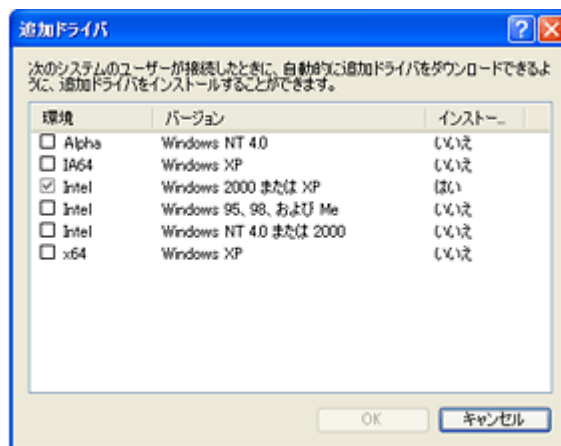 追加ドライバ
次のシステムのユーザーが接続したときに、自動的に追加ドライバをダウンロードできるよ
うに、追加ドライバをインストールすることができます。
環境 バージョン インストー...
Alpha Windows NT 4.0 いいえ
IA64 Windows XP いいえ
Intel Windows 2000 または XP はい
Intel Windows 95、98、および Me いいえ
Intel Windows NT 4.0 または 2000 いいえ
x64 Windows XP いいえ
OK キャンセル